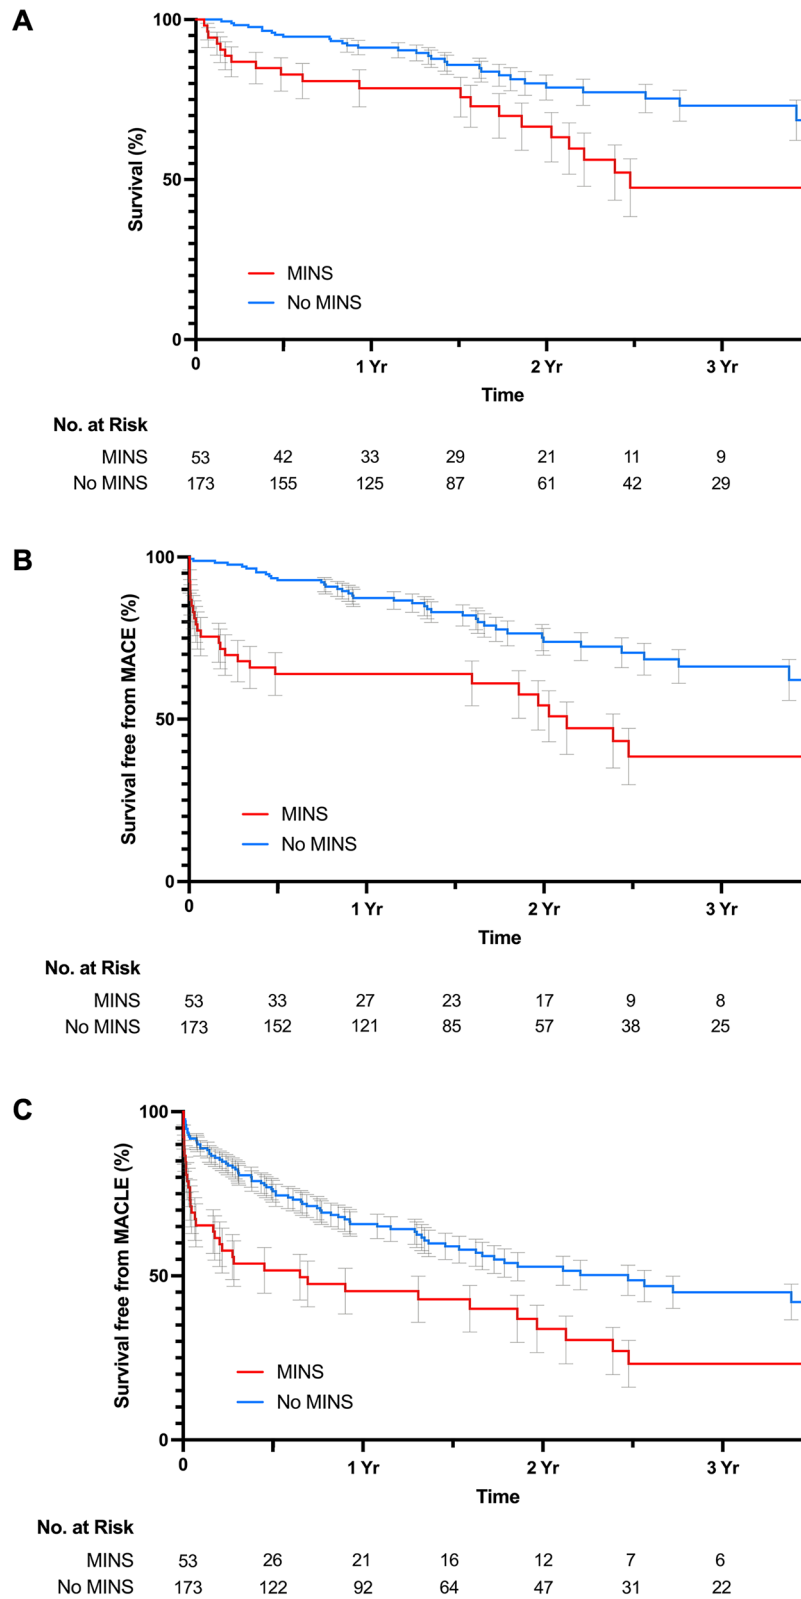 A
100
50
0
Survival (%)
MINS
No MINS
0 1 Yr 2 Yr 3 Yr
Time
No. at Risk
MINS 53 42 33 29 21 11 9
No MINS 173 155 125 87 61 42 29
B
100
50
0
Survival free from MACE (%)
MINS
No MINS
0 1 Yr 2 Yr 3 Yr
Time
No. at Risk
MINS 53 33 27 23 17 9 8
No MINS 173 152 121 85 57 38 25
C
100
50
0
Survival free from MACLE (%)
MINS
No MINS
0 1 Yr 2 Yr 3 Yr
Time
No. at Risk
MINS 53 26 21 16 12 7 6
No MINS 173 122 92 64 47 31 22